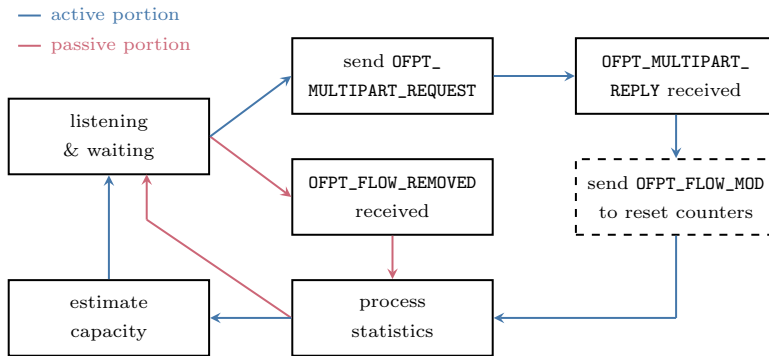 active portion
passive portion
send OFPT_
MULTIPART_REQUEST
OFPT_MULTIPART_
REPLY received
listening
& waiting
OFPT_FLOW_REMOVED
received
send OFPT_FLOW_MOD
to reset counters
estimate
capacity
process
statistics